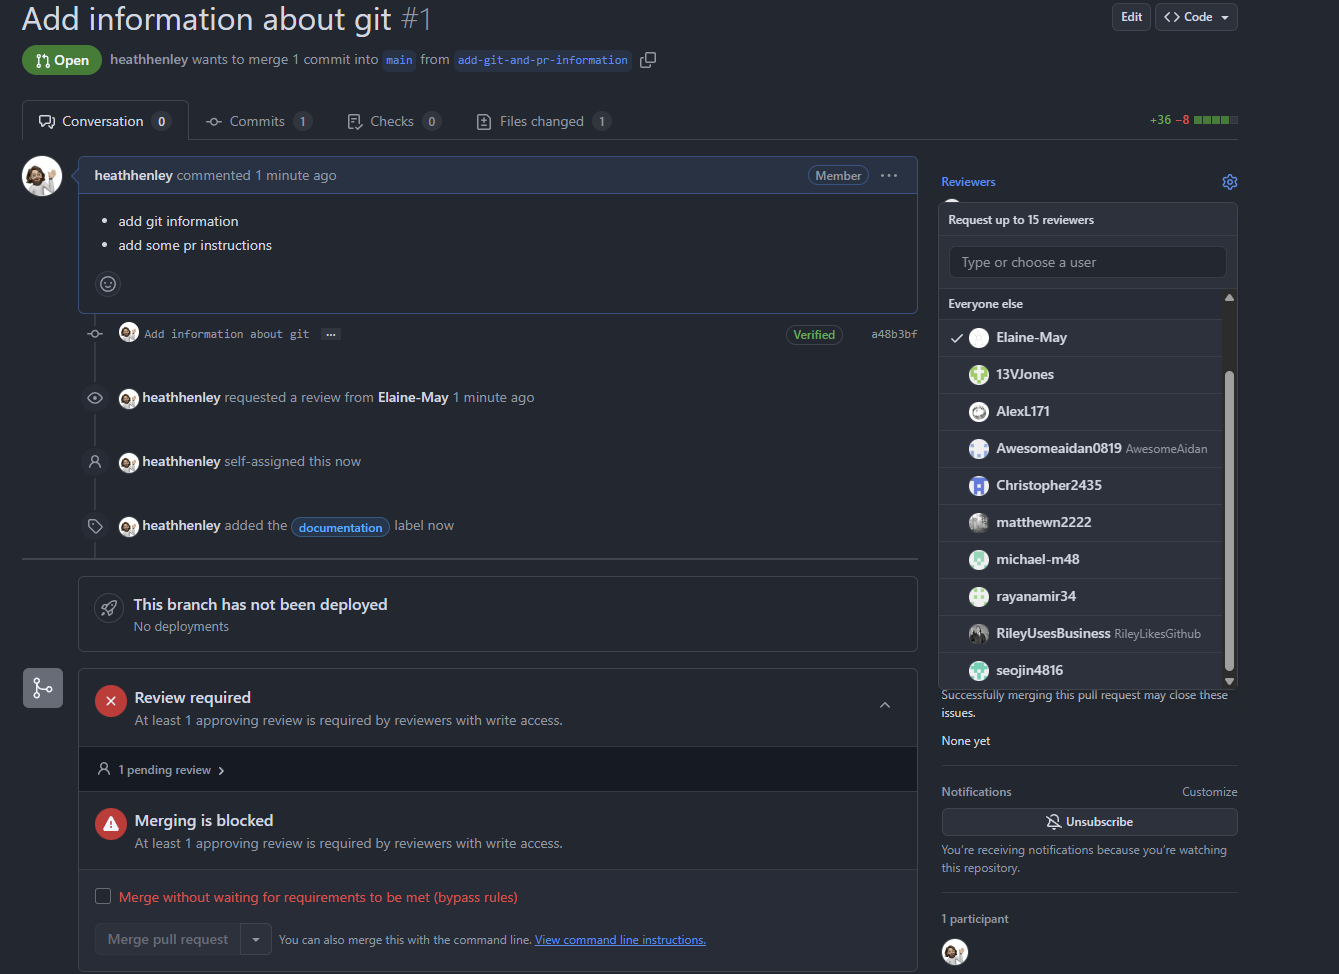 Add information about git #1
Edit
Code
Open
heathhenley wants to merge 1 commit into main from add-git-and-pr-information
Conversation 0
Commits 1
Checks 0
Files changed 1
+36 −8
heathhenley commented 1 minute ago
Member
add git information
add some pr instructions
Add information about git ...
Verified
a48b3bf
heathhenley requested a review from Elaine-May 1 minute ago
heathhenley self-assigned this now
heathhenley added the documentation label now
This branch has not been deployed
No deployments
Review required
At least 1 approving review is required by reviewers with write access.
1 pending review
Merging is blocked
At least 1 approving review is required by reviewers with write access.
Merge without waiting for requirements to be met (bypass rules)
Merge pull request
You can also merge this with the command line. View command line instructions.
Reviewers
Request up to 15 reviewers
Type or choose a user
Everyone else
Elaine-May
13VJones
AlexL171
Awesomeaidan0819 AwesomeAidan
Christopher2435
matthewn2222
michael-m48
rayanamir34
RileyUsesBusiness RileyLikesGithub
seojin4816
Successfully merging this pull request may close these
issues.
None yet
Notifications
Customize
Unsubscribe
You're receiving notifications because you're watching
this repository.
1 participant